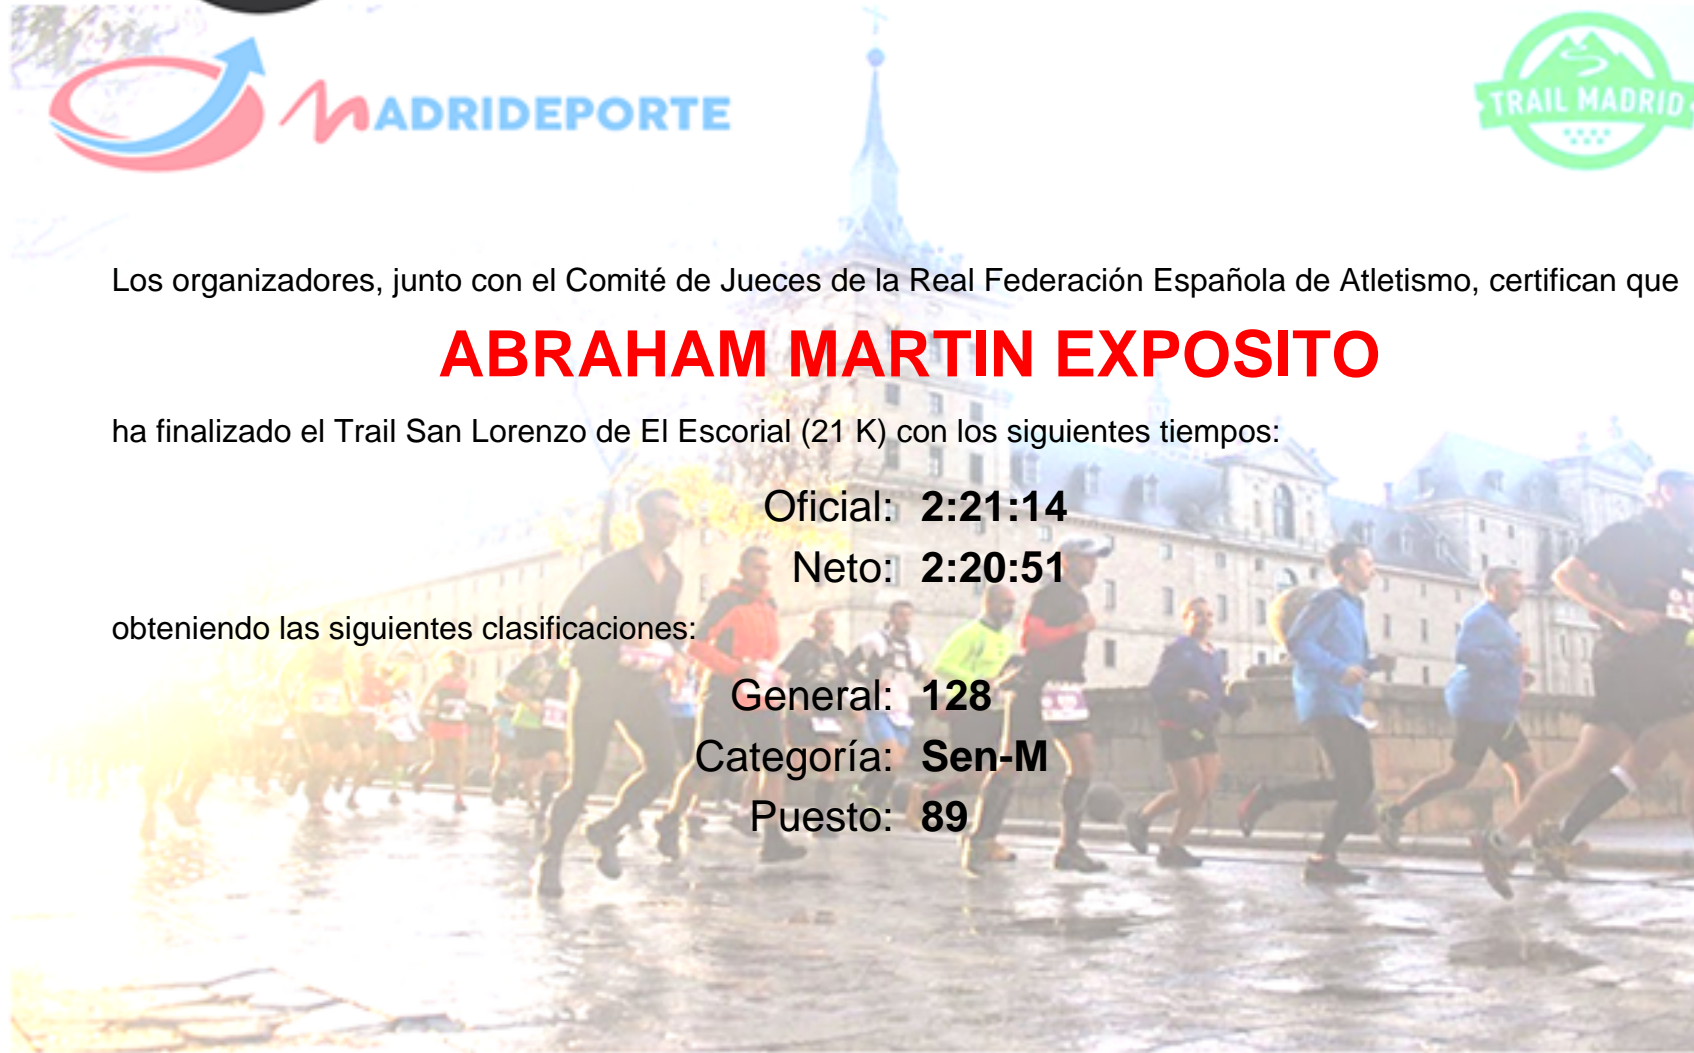 MADRIDEPORTE
TRAIL MADRID
Los organizadores, junto con el Comité de Jueces de la Real Federación Española de Atletismo, certifican que
ABRAHAM MARTIN EXPOSITO
ha finalizado el Trail San Lorenzo de El Escorial (21 K) con los siguientes tiempos:
Oficial: 2:21:14
Neto: 2:20:51
obteniendo las siguientes clasificaciones:
General: 128
Categoría: Sen-M
Puesto: 89